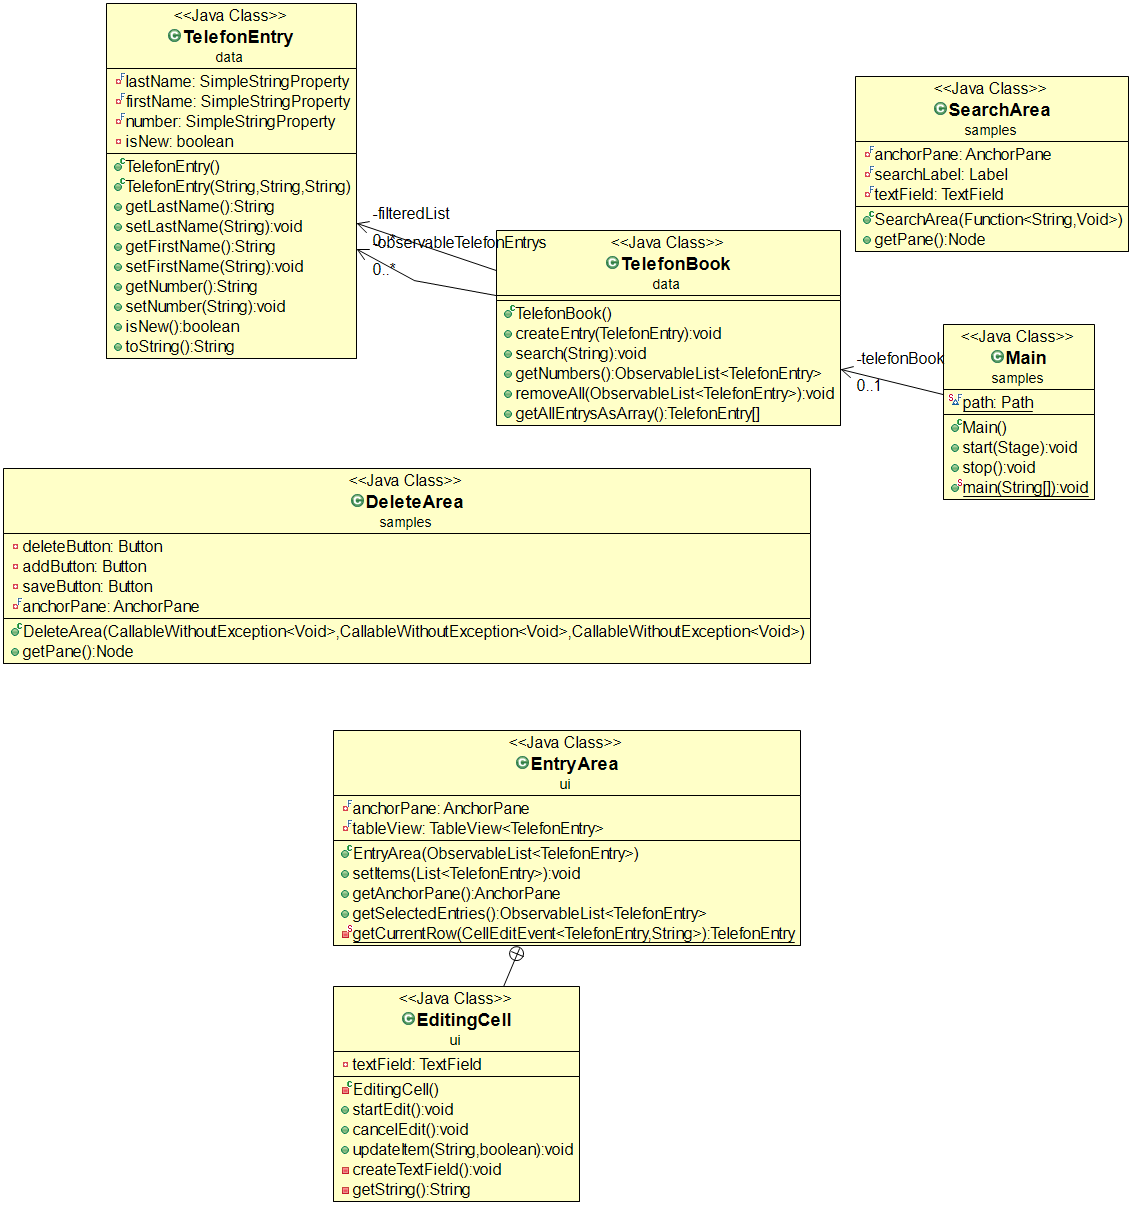 <<Java Class>>
TelefonEntry
data
lastName: SimpleStringProperty
firstName: SimpleStringProperty
number: SimpleStringProperty
isNew: boolean
TelefonEntry()
TelefonEntry(String,String,String)
getLastName():String
setLastName(String):void
getFirstName():String
setFirstName(String):void
getNumber():String
setNumber(String):void
isNew():boolean
toString():String
-filteredList
0..*
-observableTelefonEntrys
0..*
<<Java Class>>
TelefonBook
data
TelefonBook()
createEntry(TelefonEntry):void
search(String):void
getNumbers():ObservableList<TelefonEntry>
removeAll(ObservableList<TelefonEntry>):void
getAllEntrysAsArray():TelefonEntry[]
<<Java Class>>
SearchArea
samples
anchorPane: AnchorPane
searchLabel: Label
textField: TextField
SearchArea(Function<String,Void>)
getPane():Node
-telefonBook
0..1
<<Java Class>>
Main
samples
path: Path
Main()
start(Stage):void
stop():void
main(String[]):void
<<Java Class>>
DeleteArea
samples
deleteButton: Button
addButton: Button
saveButton: Button
anchorPane: AnchorPane
DeleteArea(CallableWithoutException<Void>,CallableWithoutException<Void>,CallableWithoutException<Void>)
getPane():Node
<<Java Class>>
EntryArea
ui
anchorPane: AnchorPane
tableView: TableView<TelefonEntry>
EntryArea(ObservableList<TelefonEntry>)
setItems(List<TelefonEntry>):void
getAnchorPane():AnchorPane
getSelectedEntries():ObservableList<TelefonEntry>
getCurrentRow(CellEditEvent<TelefonEntry,String>):TelefonEntry
<<Java Class>>
EditingCell
ui
textField: TextField
EditingCell()
startEdit():void
cancelEdit():void
updateItem(String,boolean):void
createTextField():void
getString():String